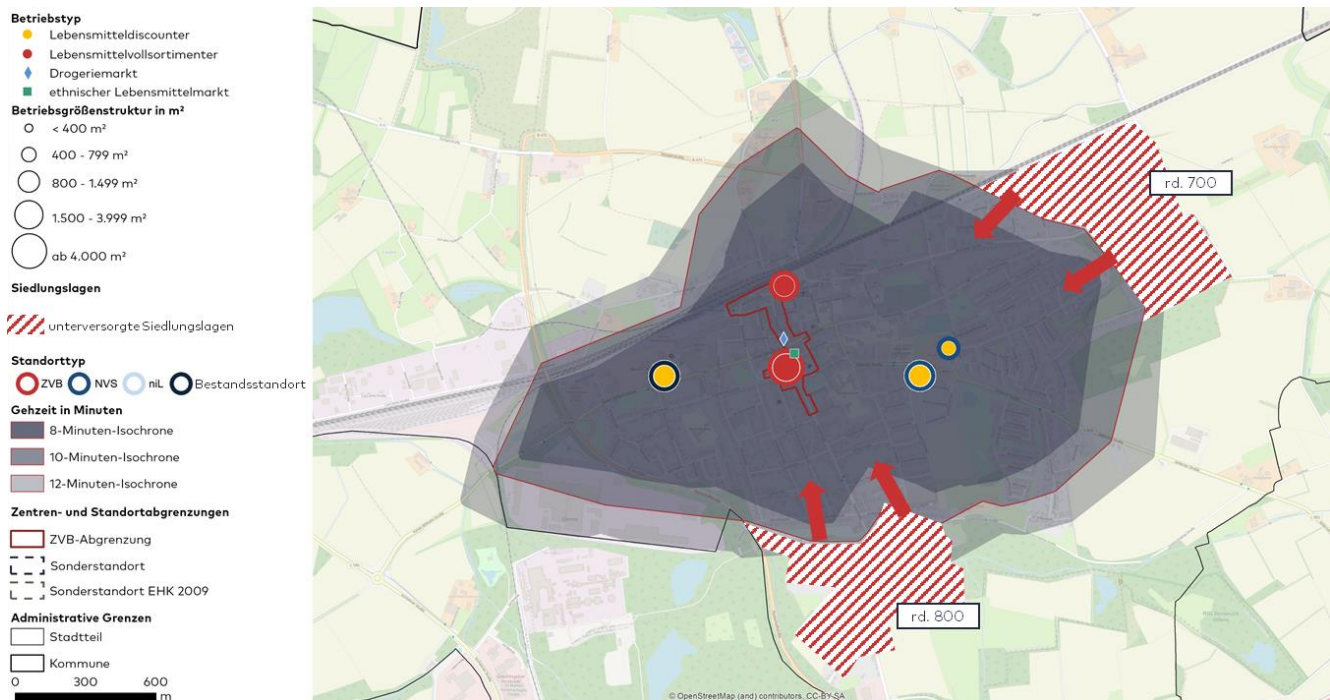 Betriebstyp
Lebensmitteldiscounter
Lebensmittelvollsortimenter
Drogeriemarkt
ethnischer Lebensmittelmarkt
Betriebsgrößenstruktur in m²
< 400 m²
400 - 799 m²
800 - 1.499 m²
1.500 - 3.999 m²
ab 4.000 m²
Siedlungslagen
unterversorgte Siedlungslagen
Standorttyp
ZVB NVS niL Bestandsstandort
Gehzeit in Minuten
8-Minuten-Isochrone
10-Minuten-Isochrone
12-Minuten-Isochrone
Zentren- und Standortabgrenzungen
ZVB-Abgrenzung
Sonderstandort
Sonderstandort EHK 2009
Administrative Grenzen
Stadtteil
Kommune
0 300 600
m
rd. 700
rd. 800
© OpenStreetMap (and) contributors, CC-BY-SA